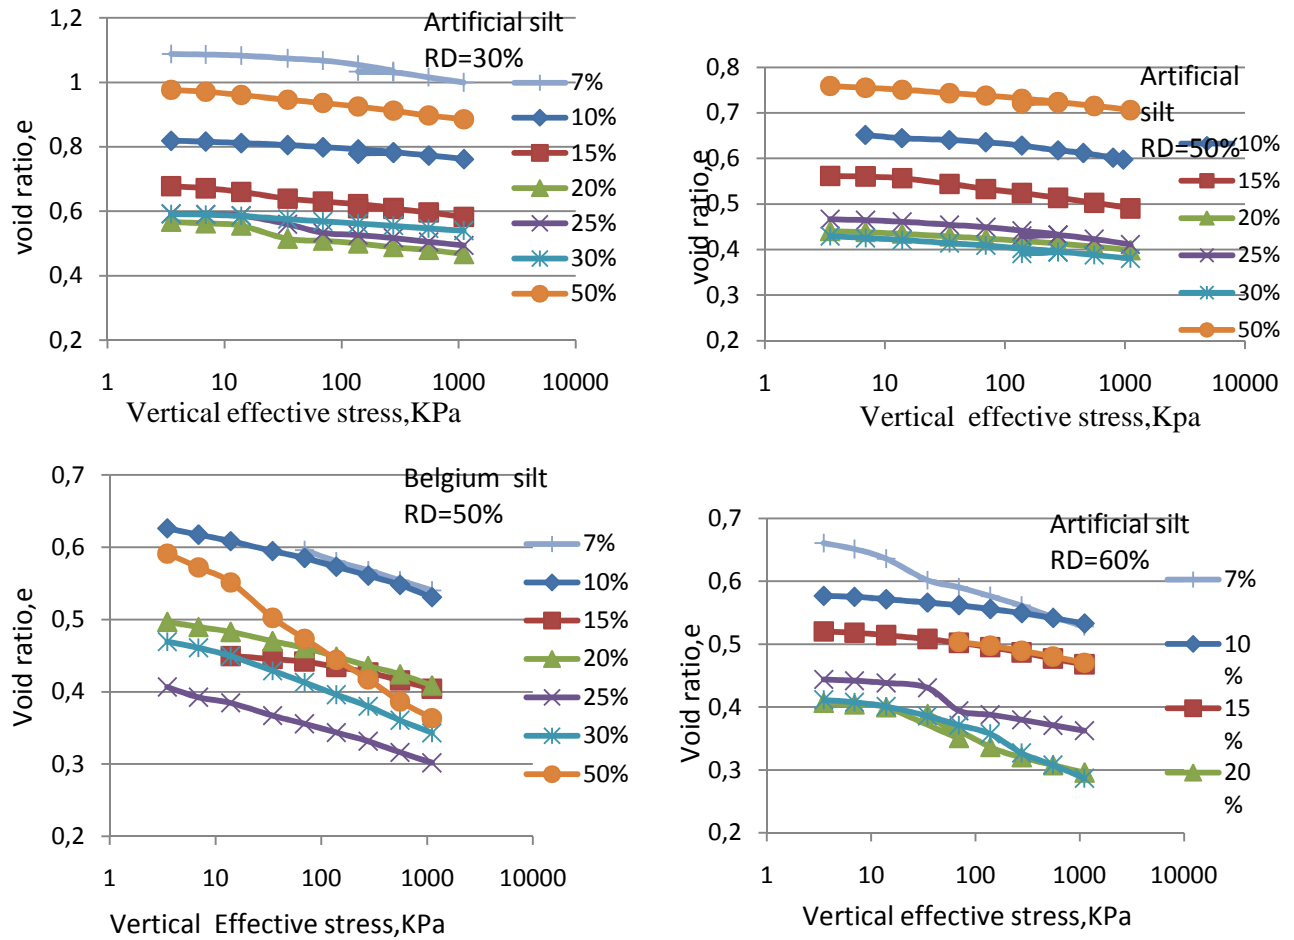 Artificial silt
RD=30%
1,2
1
0,8
0,6
0,4
0,2
void ratio,e
7%
10%
15%
20%
25%
30%
50%
1 10 100 1000 10000
Vertical effective stress,KPa
Artificial
silt
RD=50%
0,8
0,7
0,6
0,5
0,4
0,3
0,2
void ratio,e
10%
15%
20%
25%
30%
50%
1 10 100 1000 10000
Vertical effective stress,Kpa
Belgium silt
RD=50%
0,7
0,6
0,5
0,4
0,3
0,2
Void ratio,e
7%
10%
15%
20%
25%
30%
50%
1 10 100 1000 10000
Vertical Effective stress,KPa
Artificial silt
RD=60%
0,7
0,6
0,5
0,4
0,3
0,2
Void ratio,e
7%
10
%
15
%
20
%
1 10 100 1000 10000
Vertical effective stress,KPa